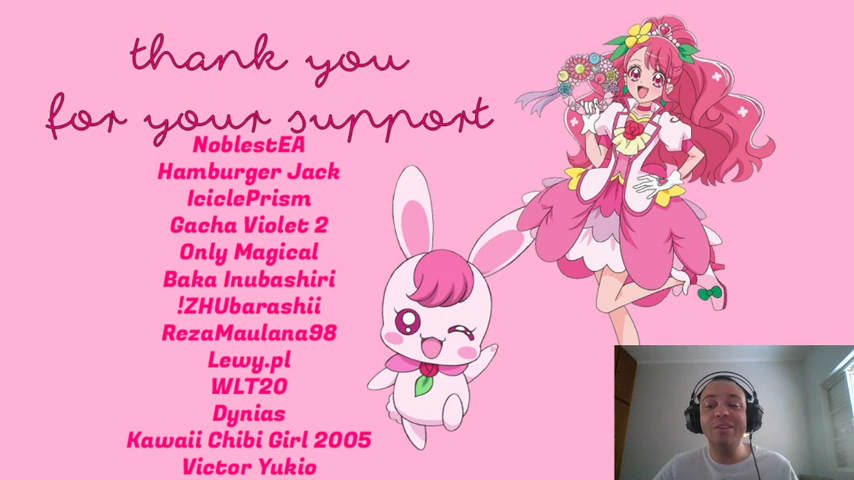 thank you
for your support
NoblestEA
Hamburger Jack
IciclePrism
Gacha Violet 2
Only Magical
Baka Inubashiri
!ZHUbarashii
RezaMaulana98
Lewy.pl
WLT20
Dynias
Kawaii Chibi Girl 2005
Victor Yukio